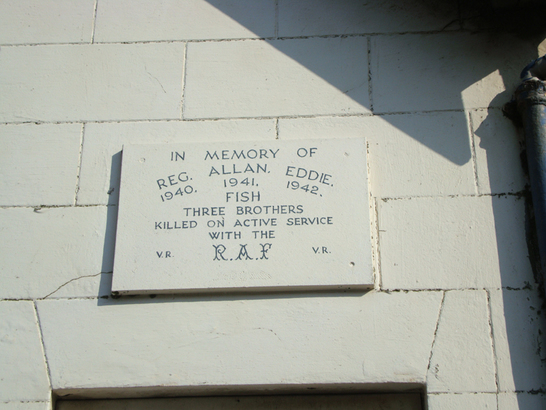 IN MEMORY OF
REG. ALLAN. EDDIE.
1940. 1941. 1942.
FISH
THREE BROTHERS
KILLED ON ACTIVE SERVICE
WITH THE
V.R. R.A.F V.R.